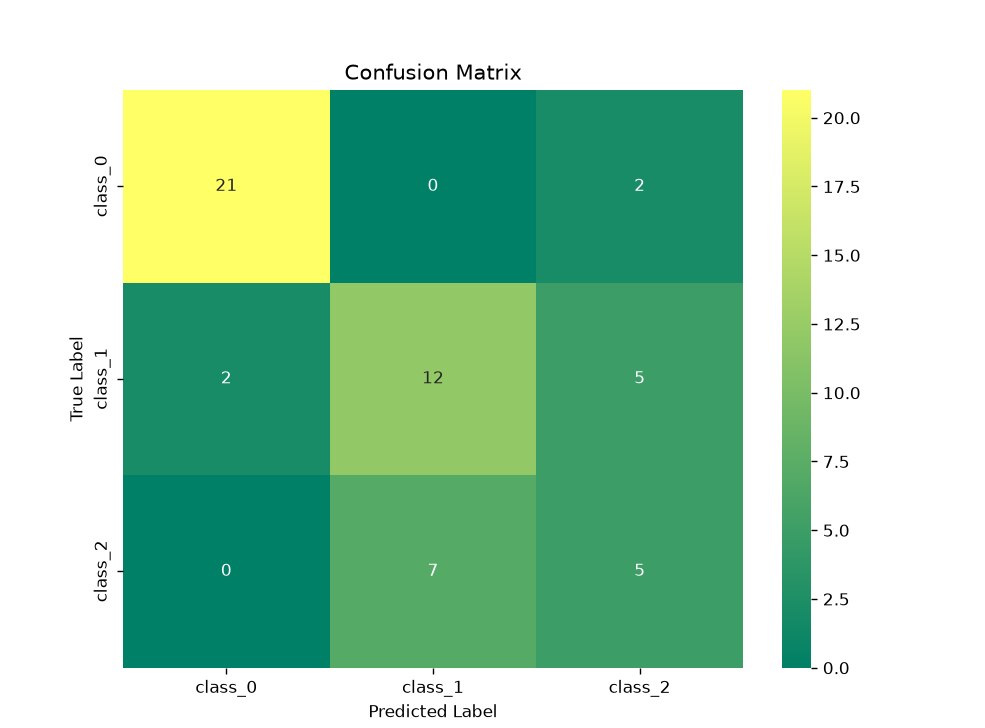 Confusion Matrix
True Label
class_0
21
0
2
class_1
2
12
5
class_2
0
7
5
class_0
class_1
class_2
Predicted Label
20.0
17.5
15.0
12.5
10.0
7.5
5.0
2.5
0.0